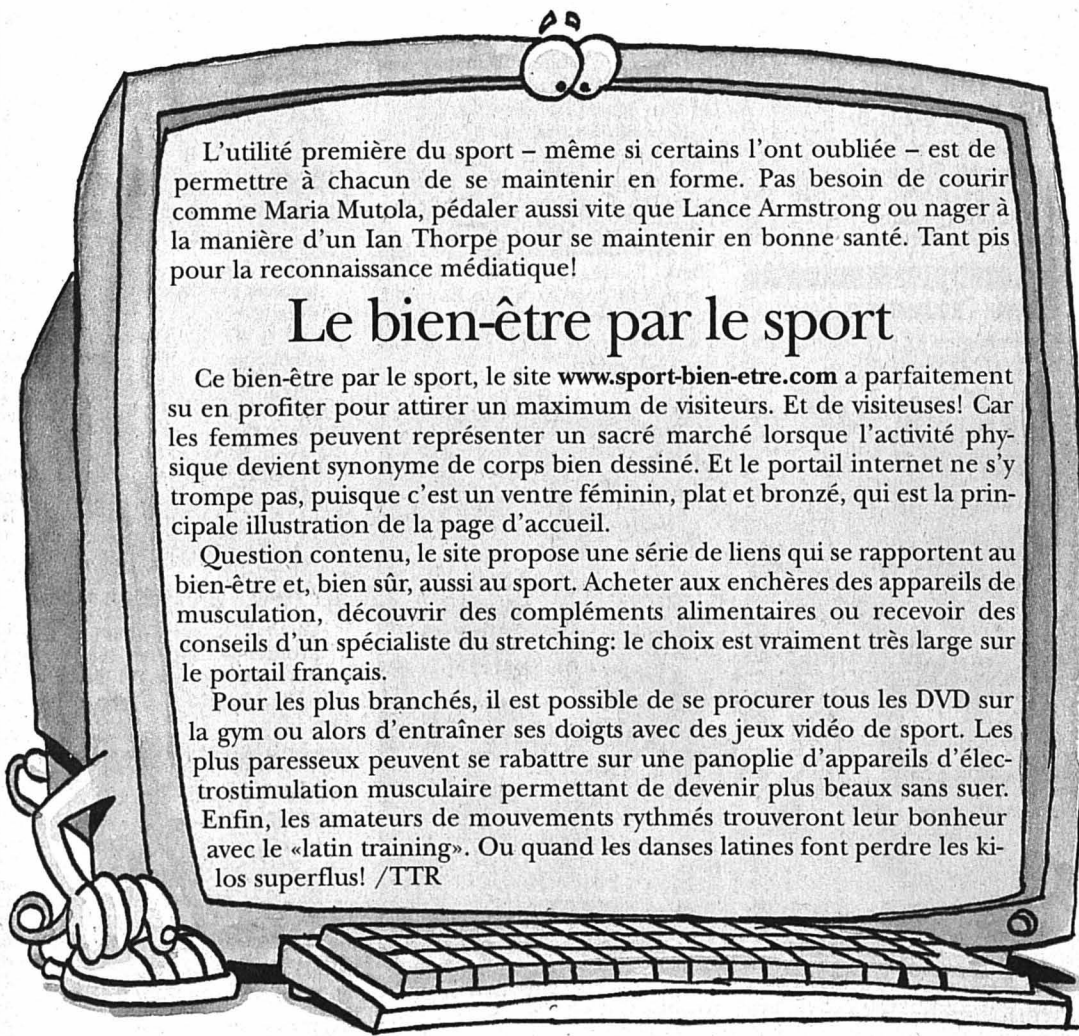 L'utilité première du sport – même si certains l'ont oubliée – est de
permettre à chacun de se maintenir en forme. Pas besoin de courir
comme Maria Mutola, pédaler aussi vite que Lance Armstrong ou nager à
la manière d'un Ian Thorpe pour se maintenir en bonne santé. Tant pis
pour la reconnaissance médiatique!
Le bien-être par le sport
Ce bien-être par le sport, le site www.sport-bien-etre.com a parfaitement
su en profiter pour attirer un maximum de visiteurs. Et de visiteuses! Car
les femmes peuvent représenter un sacré marché lorsque l'activité phy-
sique devient synonyme de corps bien dessiné. Et le portail internet ne s'y
trompe pas, puisque c'est un ventre féminin, plat et bronzé, qui est la prin-
cipale illustration de la page d'accueil.
Question contenu, le site propose une série de liens qui se rapportent au
bien-être et, bien sûr, aussi au sport. Acheter aux enchères des appareils de
musculation, découvrir des compléments alimentaires ou recevoir des
conseils d'un spécialiste du stretching: le choix est vraiment très large sur
le portail français.
Pour les plus branchés, il est possible de se procurer tous les DVD sur
la gym ou alors d'entraîner ses doigts avec des jeux vidéo de sport. Les
plus paresseux peuvent se rabattre sur une panoplie d'appareils d'élec-
trostimulation musculaire permettant de devenir plus beaux sans suer.
Enfin, les amateurs de mouvements rythmés trouveront leur bonheur
avec le «latin training». Ou quand les danses latines font perdre les ki-
los superflus! /TTR